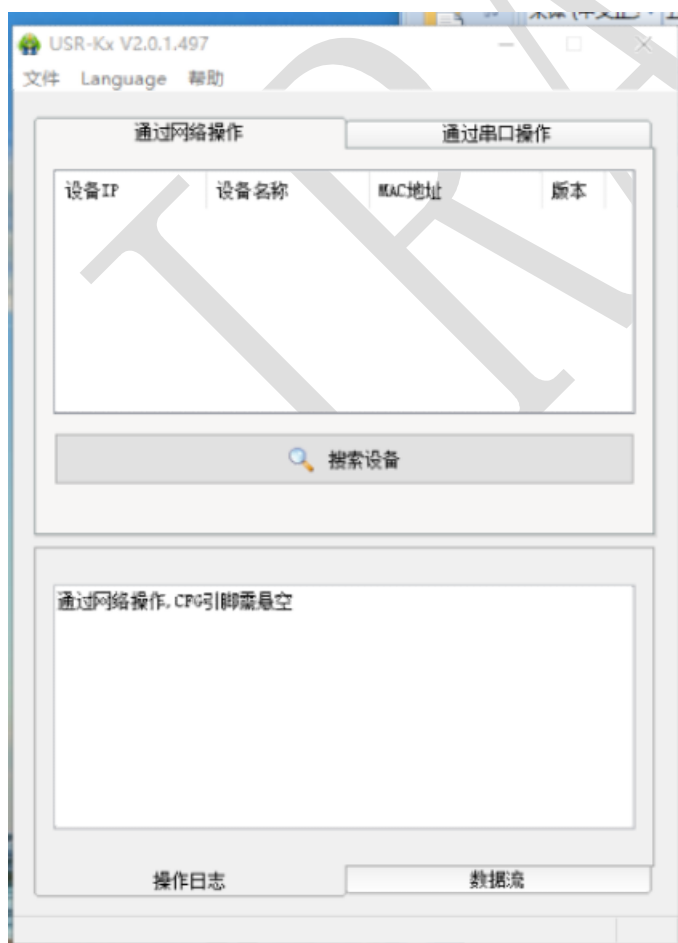 USR-Kx V2.0.1.497
文件 Language 帮助
通过网络操作 通过串口操作
设备IP 设备名称 MAC地址 版本
搜索设备
通过网络操作,CFG引脚需悬空
操作日志 数据流